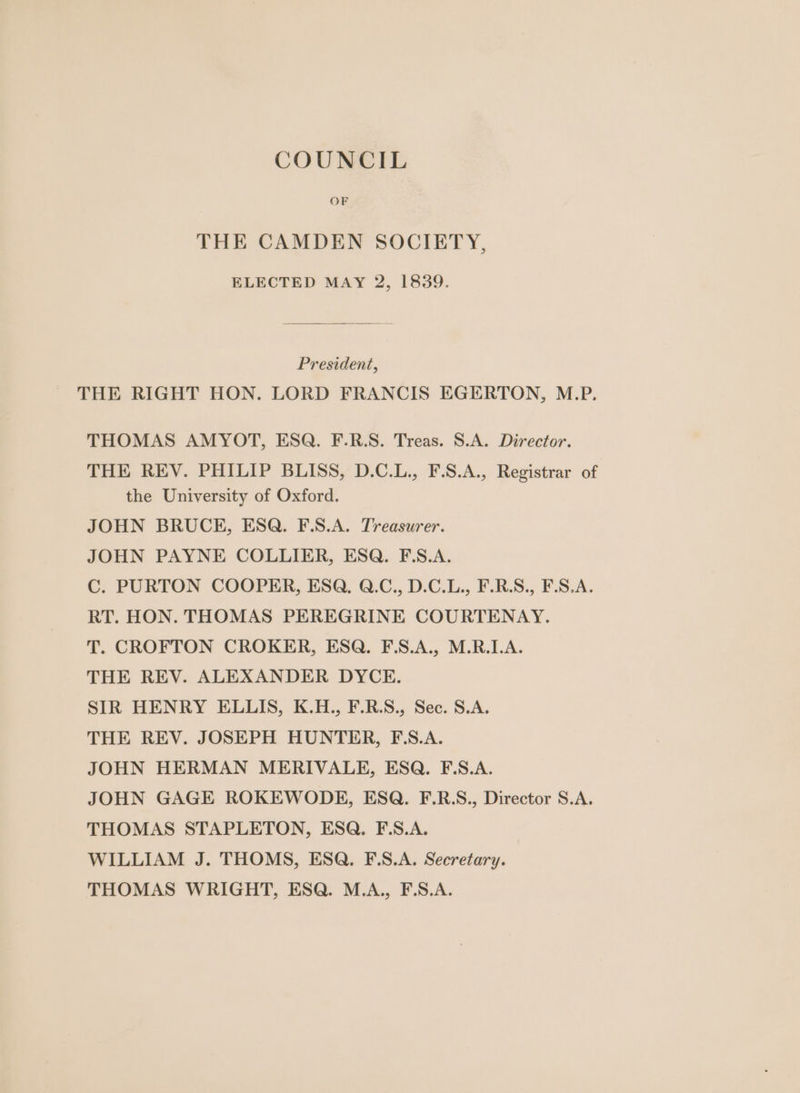 COUNCIL
OF
THE CAMDEN SOCIETY,
ELECTED MAY 2, 1839.
President,
THE RIGHT HON. LORD FRANCIS EGERTON, M.P.
THOMAS AMYOT, ESQ. F.R.S. Treas. S.A. Director.
THE REV. PHILIP BLISS, D.C.L., F.S.A., Registrar of
the University of Oxford.
JOHN BRUCE, ESQ. F.S.A. Treasurer.
JOHN PAYNE COLLIER, ESQ. F.S.A.
C. PURTON COOPER, ESQ. Q.C., D.C.L., F.R.S., F.S.A.
RT. HON. THOMAS PEREGRINE COURTENAY.
T. CROFTON CROKER, ESQ. F.S.A., M.R.I.A.
THE REV. ALEXANDER DYCE.
SIR HENRY ELLIS, K.H., F.R.S., Sec. S.A.
THE REV. JOSEPH HUNTER, F.S.A.
JOHN HERMAN MERIVALE, ESQ. F.S.A.
JOHN GAGE ROKEWODE, ESQ. F.R.S., Director S.A.
THOMAS STAPLETON, ESQ. F.S.A.
WILLIAM J. THOMS, ESQ. F.S.A. Secretary.
THOMAS WRIGHT, ESQ. M.A., F.S.A.